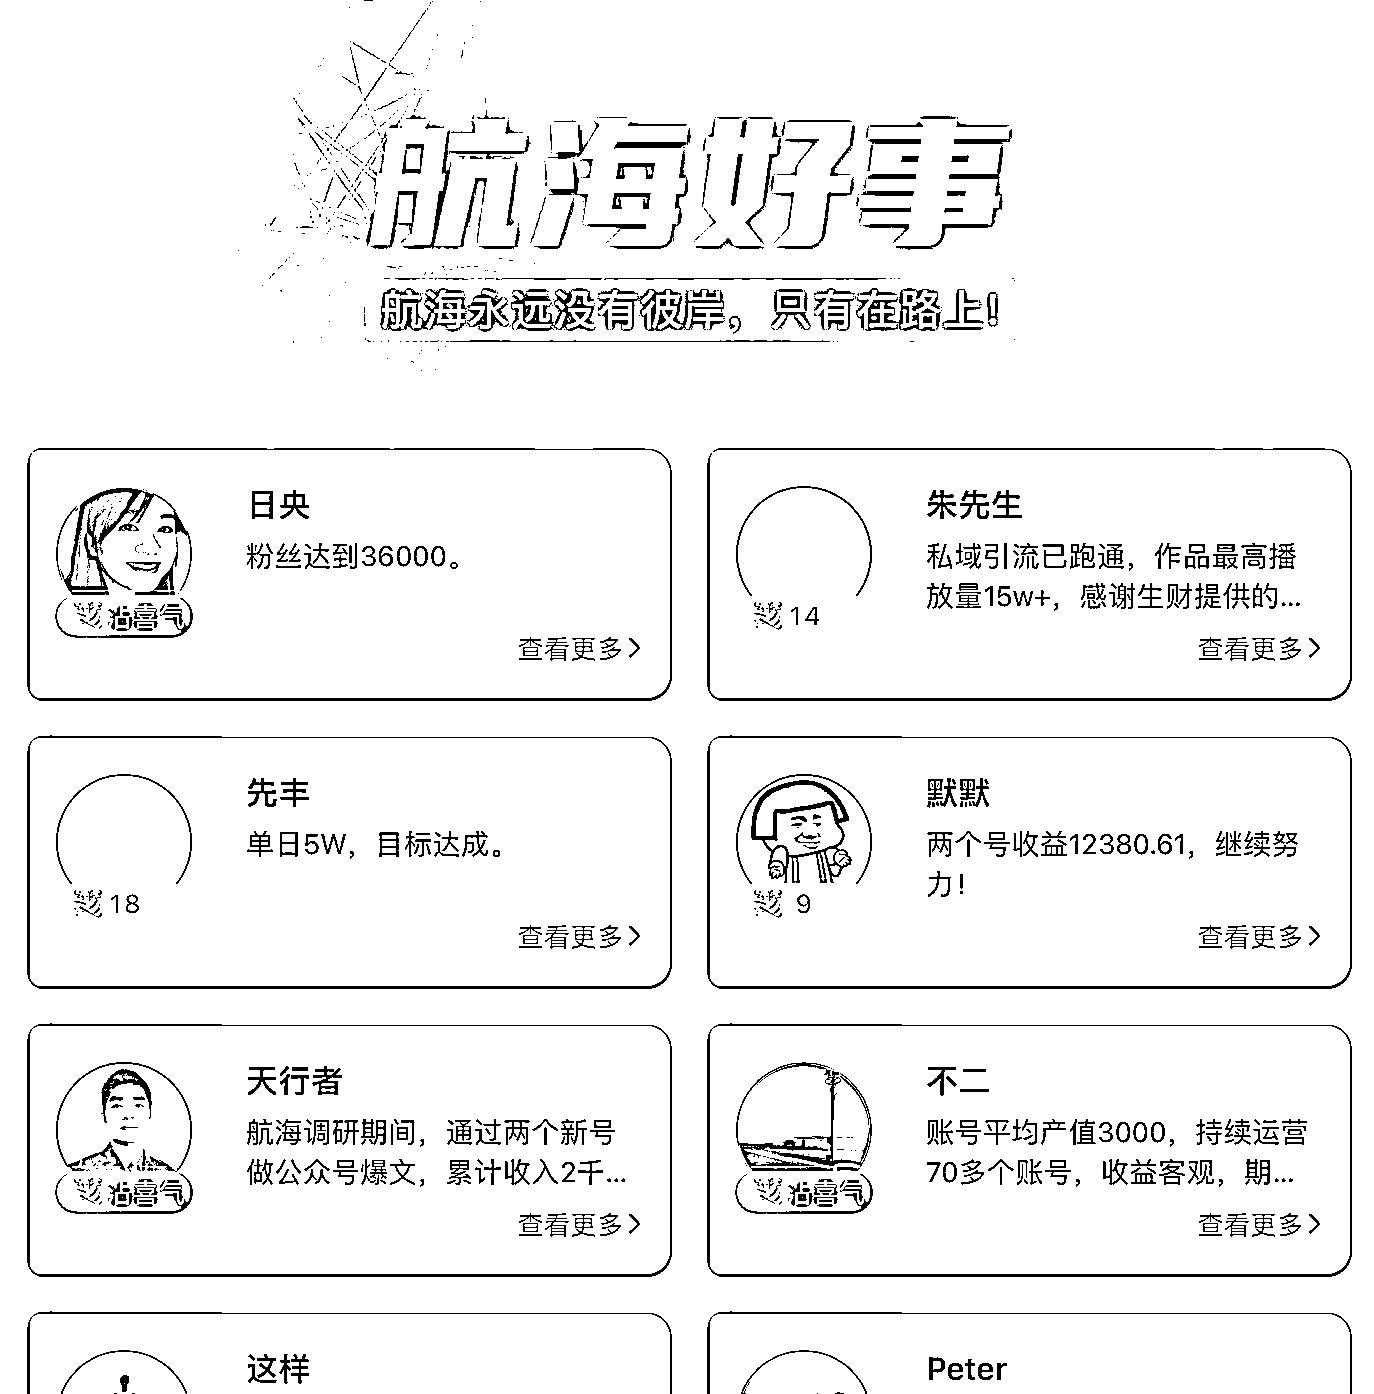 航海好事
航海永远没有彼岸，只有在路上！
日央
粉丝达到36000。
沾喜气
查看更多
朱先生
私域引流已跑通，作品最高播
放量15w+，感谢生财提供的...
14
查看更多
先丰
单日5W，目标达成。
18
查看更多
默默
两个号收益12380.61，继续努
力！
9
查看更多
天行者
航海调研期间，通过两个新号
做公众号爆文，累计收入2千...
沾喜气
查看更多
不二
账号平均产值3000，持续运营
70多个账号，收益客观，期...
沾喜气
查看更多
这样
Peter